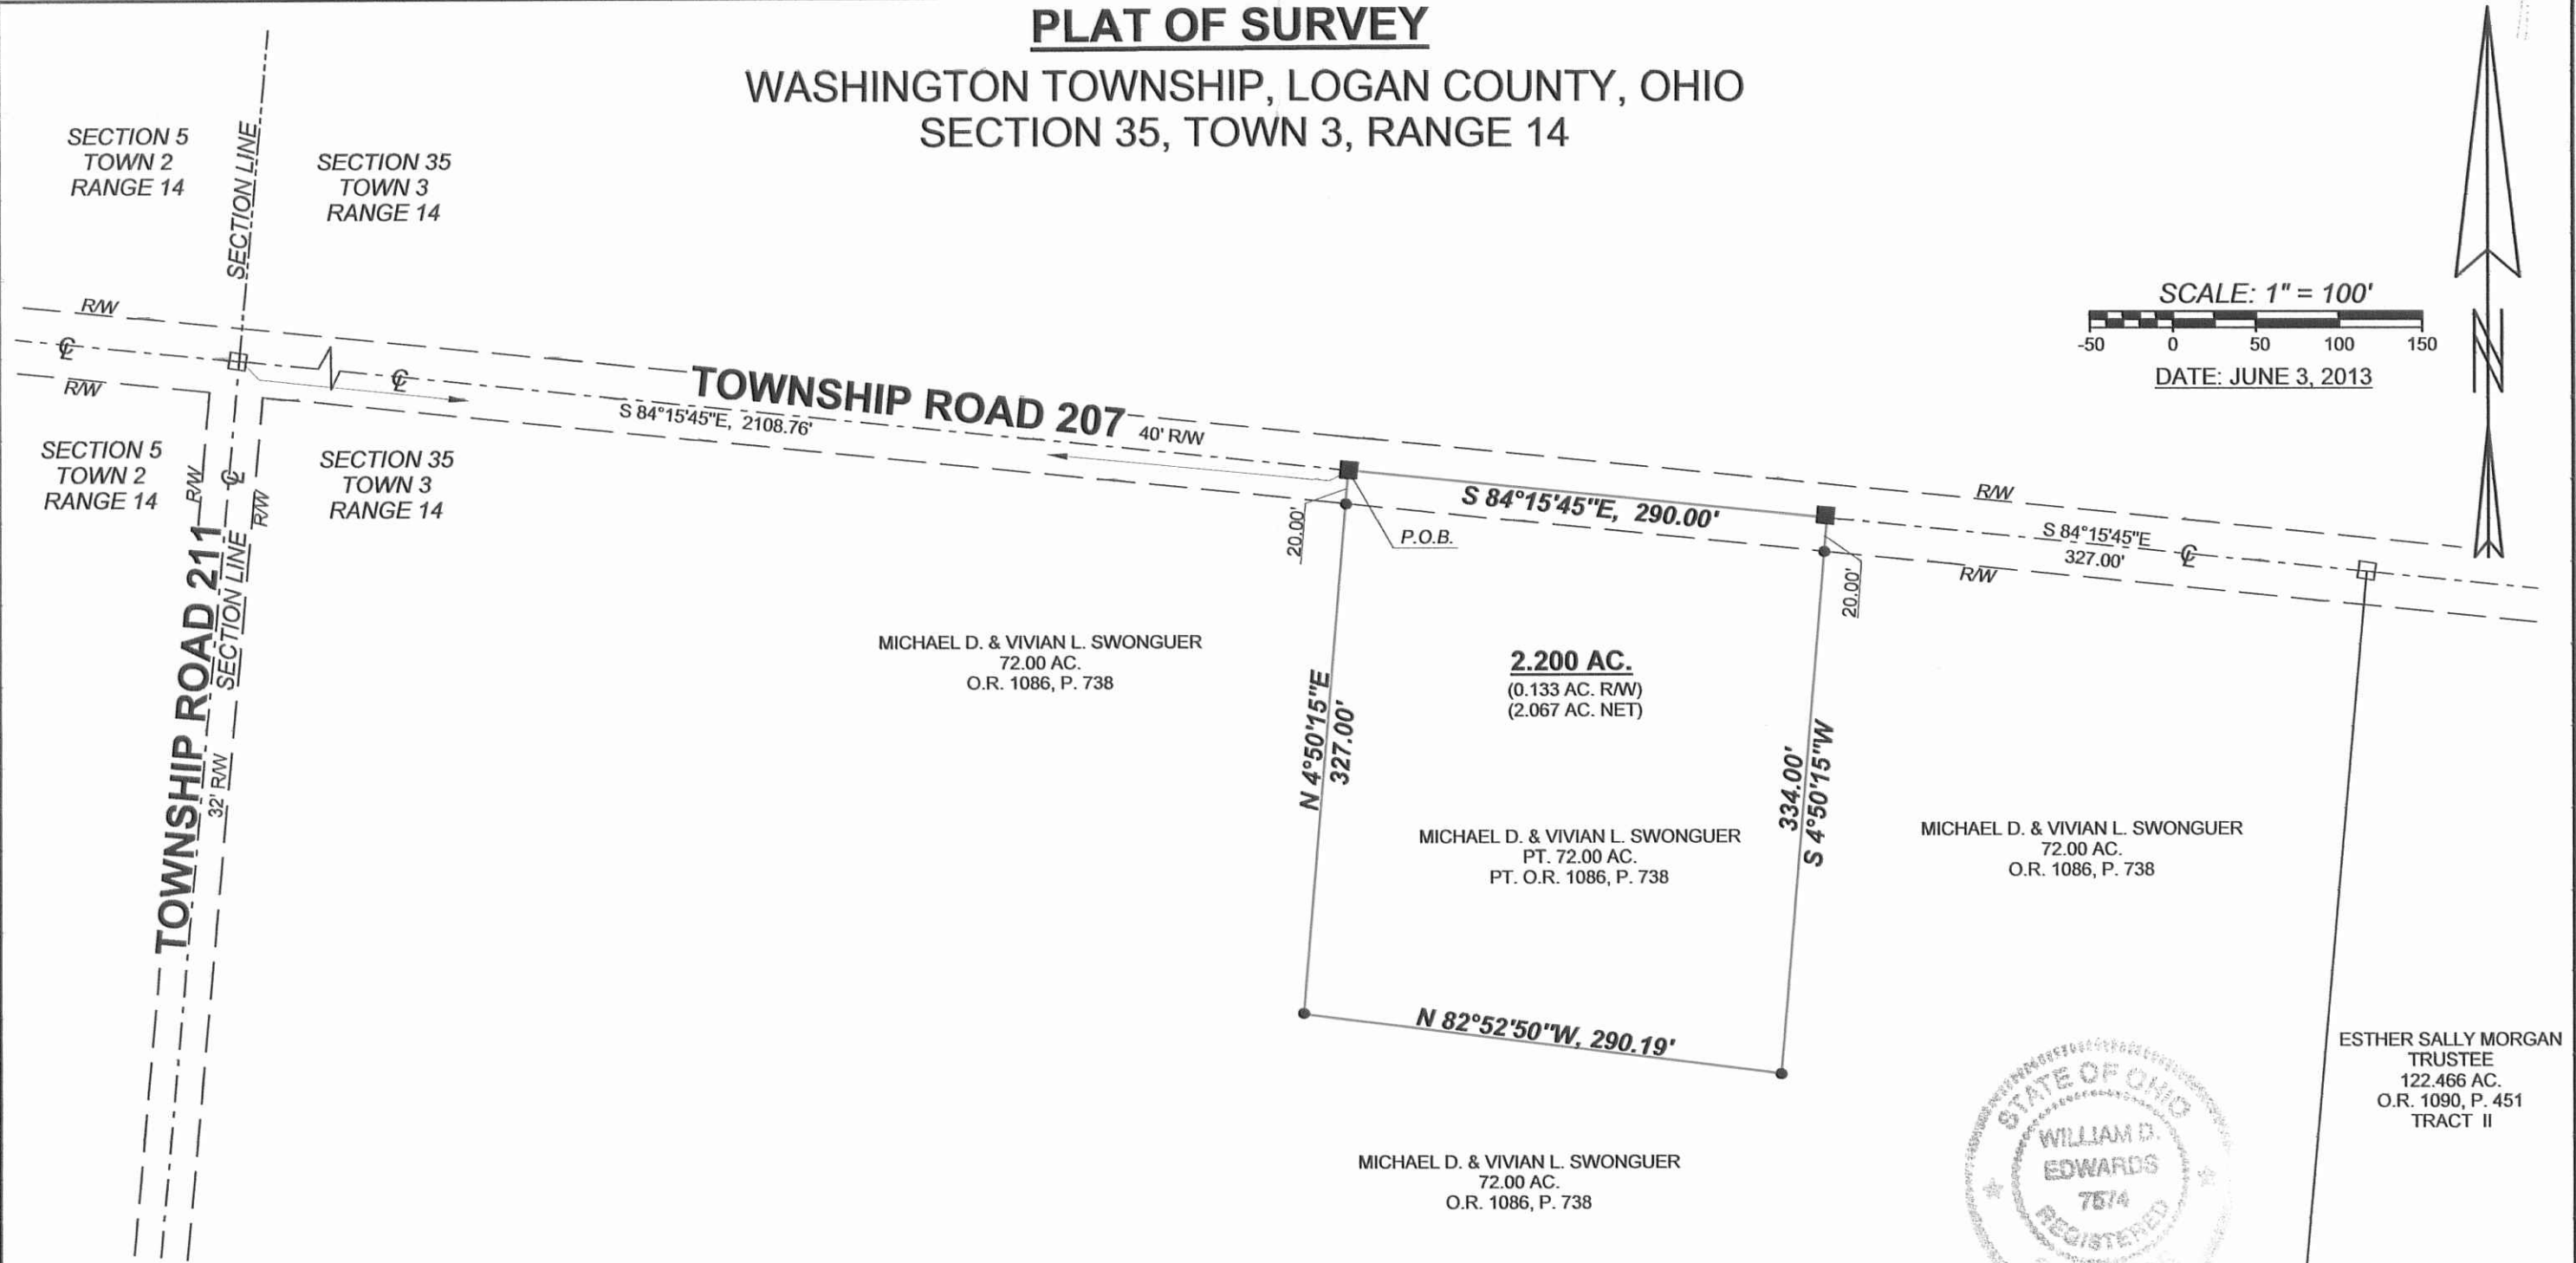 PLAT OF SURVEY
WASHINGTON TOWNSHIP, LOGAN COUNTY, OHIO
SECTION 35, TOWN 3, RANGE 14
SECTION 5
TOWN 2
RANGE 14
SECTION LINE
SECTION 35
TOWN 3
RANGE 14
SCALE: 1" = 100'
-50 0 50 100 150
DATE: JUNE 3, 2013
N
R/W
℄
R/W
℄
TOWNSHIP ROAD 207
40' R/W
S 84°15'45"E, 2108.76'
SECTION 5
TOWN 2
RANGE 14
R/W
℄
R/W
SECTION 35
TOWN 3
RANGE 14
TOWNSHIP ROAD 211
SECTION LINE
32' R/W
20.00'
P.O.B.
S 84°15'45"E, 290.00'
R/W
S 84°15'45"E
327.00'
℄
R/W
20.00'
MICHAEL D. & VIVIAN L. SWONGUER
72.00 AC.
O.R. 1086, P. 738
2.200 AC.
(0.133 AC. R/W)
(2.067 AC. NET)
N 4°50'15"E
327.00'
334.00'
S 4°50'15"W
MICHAEL D. & VIVIAN L. SWONGUER
PT. 72.00 AC.
PT. O.R. 1086, P. 738
MICHAEL D. & VIVIAN L. SWONGUER
72.00 AC.
O.R. 1086, P. 738
N 82°52'50"W, 290.19'
MICHAEL D. & VIVIAN L. SWONGUER
72.00 AC.
O.R. 1086, P. 738
ESTHER SALLY MORGAN
TRUSTEE
122.466 AC.
O.R. 1090, P. 451
TRACT II
STATE OF OHIO
WILLIAM D.
EDWARDS
7574
REGISTERED